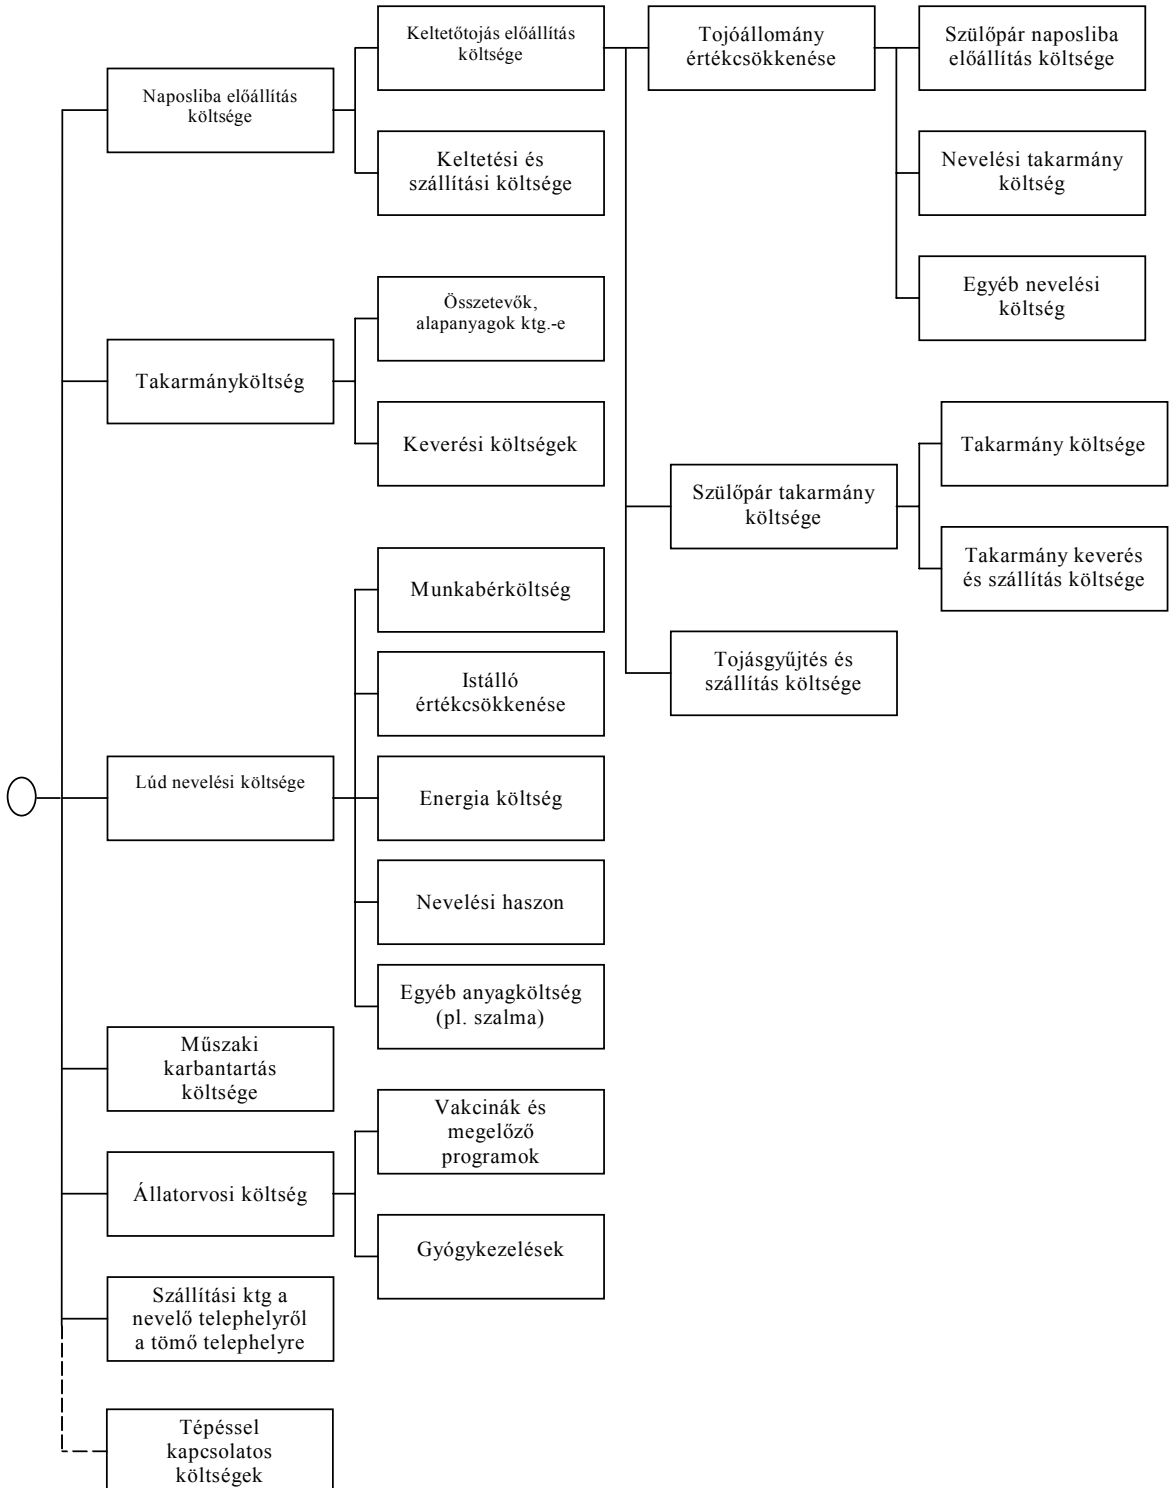 Naposliba előállítás
költsége
Keltetőtojás előállítás
költsége
Tojóállomány
értékcsökkenése
Szülőpár naposliba
előállítás költsége
Nevelési takarmány
költség
Egyéb nevelési
költség
Szülőpár takarmány
költsége
Takarmány költsége
Takarmány keverés
és szállítás költsége
Tojásgyűjtés és
szállítás költsége
Keltetési és
szállítási költsége
Takarmányköltség
Összetevők,
alapanyagok ktg.-e
Keverési költségek
Lúd nevelési költsége
Munkabérköltség
Istálló
értékcsökkenése
Energia költség
Nevelési haszon
Egyéb anyagköltség
(pl. szalma)
Műszaki
karbantartás
költsége
Állatorvosi költség
Vakcinák és
megelőző
programok
Gyógykezelések
Szállítási ktg a
nevelő telephelyről
a tömő telephelyre
Tépéssel
kapcsolatos
költségek